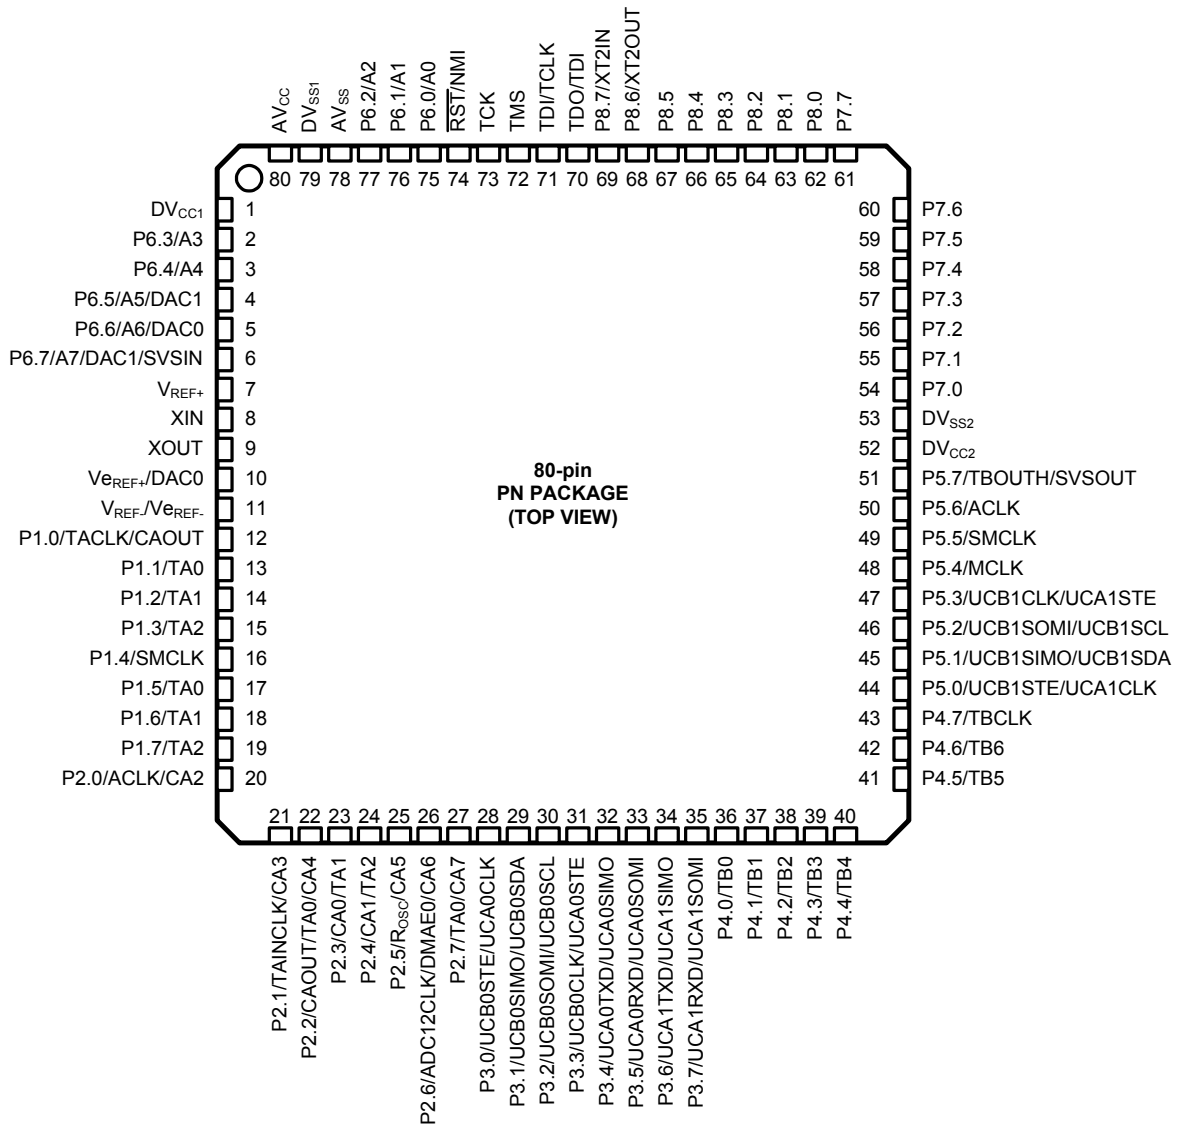 AVCC
DVSS1
AVSS
P6.2/A2
P6.1/A1
P6.0/A0
RST/NMI
TCK
TMS
TDI/TCLK
TDO/TDI
P8.7/XT2IN
P8.6/XT2OUT
P8.5
P8.4
P8.3
P8.2
P8.1
P8.0
P7.7
80 79 78 77 76 75 74 73 72 71 70 69 68 67 66 65 64 63 62 61
DVCC1 1
P6.3/A3 2
P6.4/A4 3
P6.5/A5/DAC1 4
P6.6/A6/DAC0 5
P6.7/A7/DAC1/SVSIN 6
VREF+ 7
XIN 8
XOUT 9
VeREF+/DAC0 10
VREF-/VeREF- 11
P1.0/TACLK/CAOUT 12
P1.1/TA0 13
P1.2/TA1 14
P1.3/TA2 15
P1.4/SMCLK 16
P1.5/TA0 17
P1.6/TA1 18
P1.7/TA2 19
P2.0/ACLK/CA2 20
80-pin
PN PACKAGE
(TOP VIEW)
60 P7.6
59 P7.5
58 P7.4
57 P7.3
56 P7.2
55 P7.1
54 P7.0
53 DVSS2
52 DVCC2
51 P5.7/TBOUTH/SVSOUT
50 P5.6/ACLK
49 P5.5/SMCLK
48 P5.4/MCLK
47 P5.3/UCB1CLK/UCA1STE
46 P5.2/UCB1SOMI/UCB1SCL
45 P5.1/UCB1SIMO/UCB1SDA
44 P5.0/UCB1STE/UCA1CLK
43 P4.7/TBCLK
42 P4.6/TB6
41 P4.5/TB5
21 22 23 24 25 26 27 28 29 30 31 32 33 34 35 36 37 38 39 40
P2.1/TAINCLK/CA3
P2.2/CAOUT/TA0/CA4
P2.3/CA0/TA1
P2.4/CA1/TA2
P2.5/ROSC/CA5
P2.6/ADC12CLK/DMAE0/CA6
P2.7/TA0/CA7
P3.0/UCB0STE/UCA0CLK
P3.1/UCB0SIMO/UCB0SDA
P3.2/UCB0SOMI/UCB0SCL
P3.3/UCB0CLK/UCA0STE
P3.4/UCA0TXD/UCA0SIMO
P3.5/UCA0RXD/UCA0SOMI
P3.6/UCA1TXD/UCA1SIMO
P3.7/UCA1RXD/UCA1SOMI
P4.0/TB0
P4.1/TB1
P4.2/TB2
P4.3/TB3
P4.4/TB4